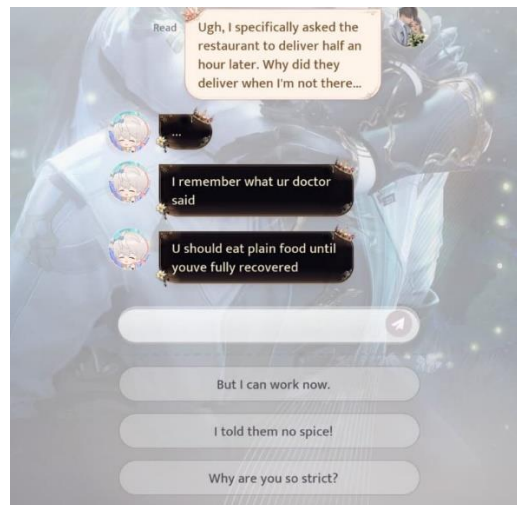 Read
Ugh, I specifically asked the
restaurant to deliver half an
hour later. Why did they
deliver when I'm not there...
...
I remember what ur doctor
said
U should eat plain food until
youve fully recovered
But I can work now.
I told them no spice!
Why are you so strict?